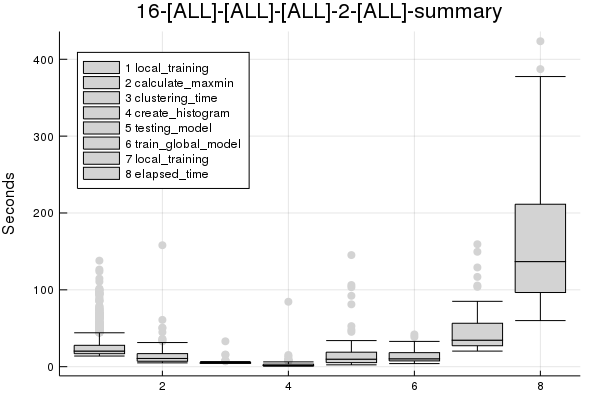 16-[ALL]-[ALL]-[ALL]-2-[ALL]-summary
400
300
200
100
0
Seconds
1 local_training
2 calculate_maxmin
3 clustering_time
4 create_histogram
5 testing_model
6 train_global_model
7 local_training
8 elapsed_time
2
4
6
8